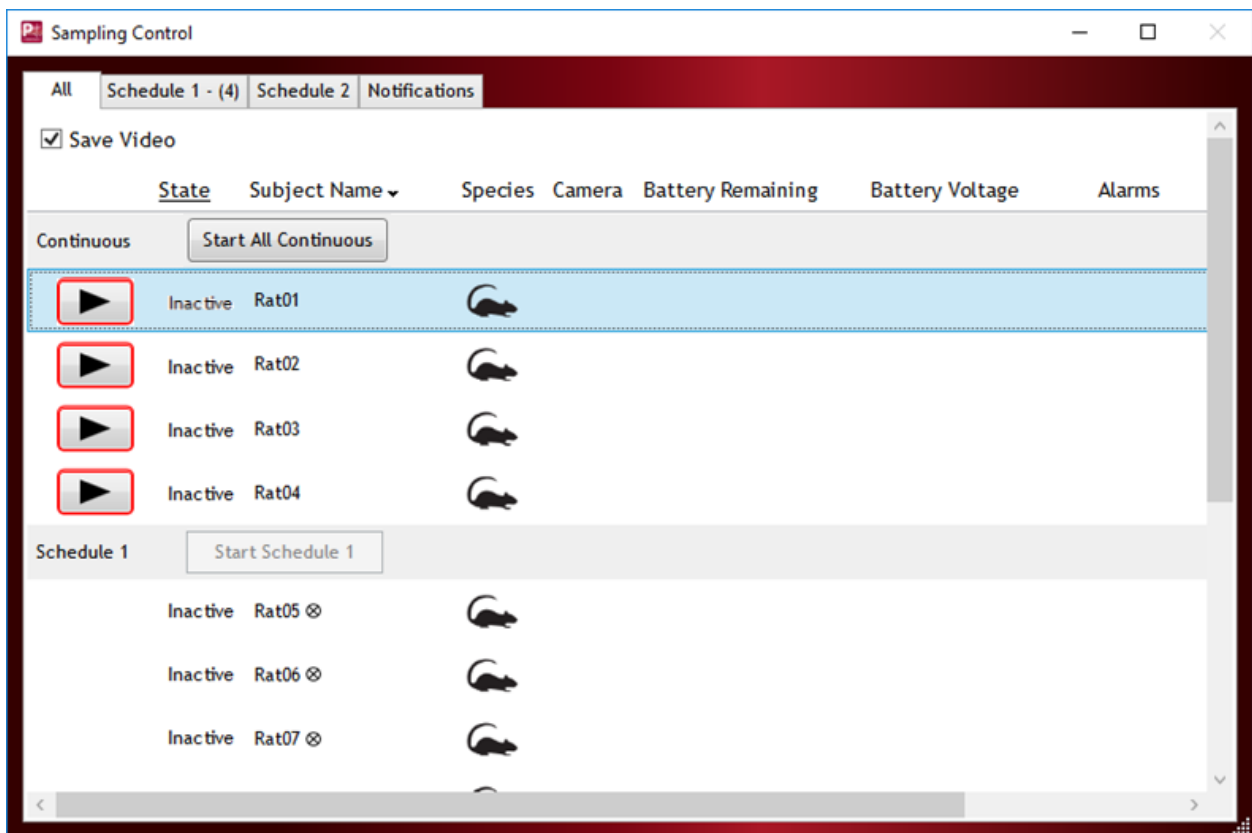 Sampling Control
All Schedule 1 - (4) Schedule 2 Notifications
Save Video
State Subject Name Species Camera Battery Remaining Battery Voltage Alarms
Continuous Start All Continuous
Inactive Rat01
Inactive Rat02
Inactive Rat03
Inactive Rat04
Schedule 1 Start Schedule 1
Inactive Rat05 ⊗
Inactive Rat06 ⊗
Inactive Rat07 ⊗